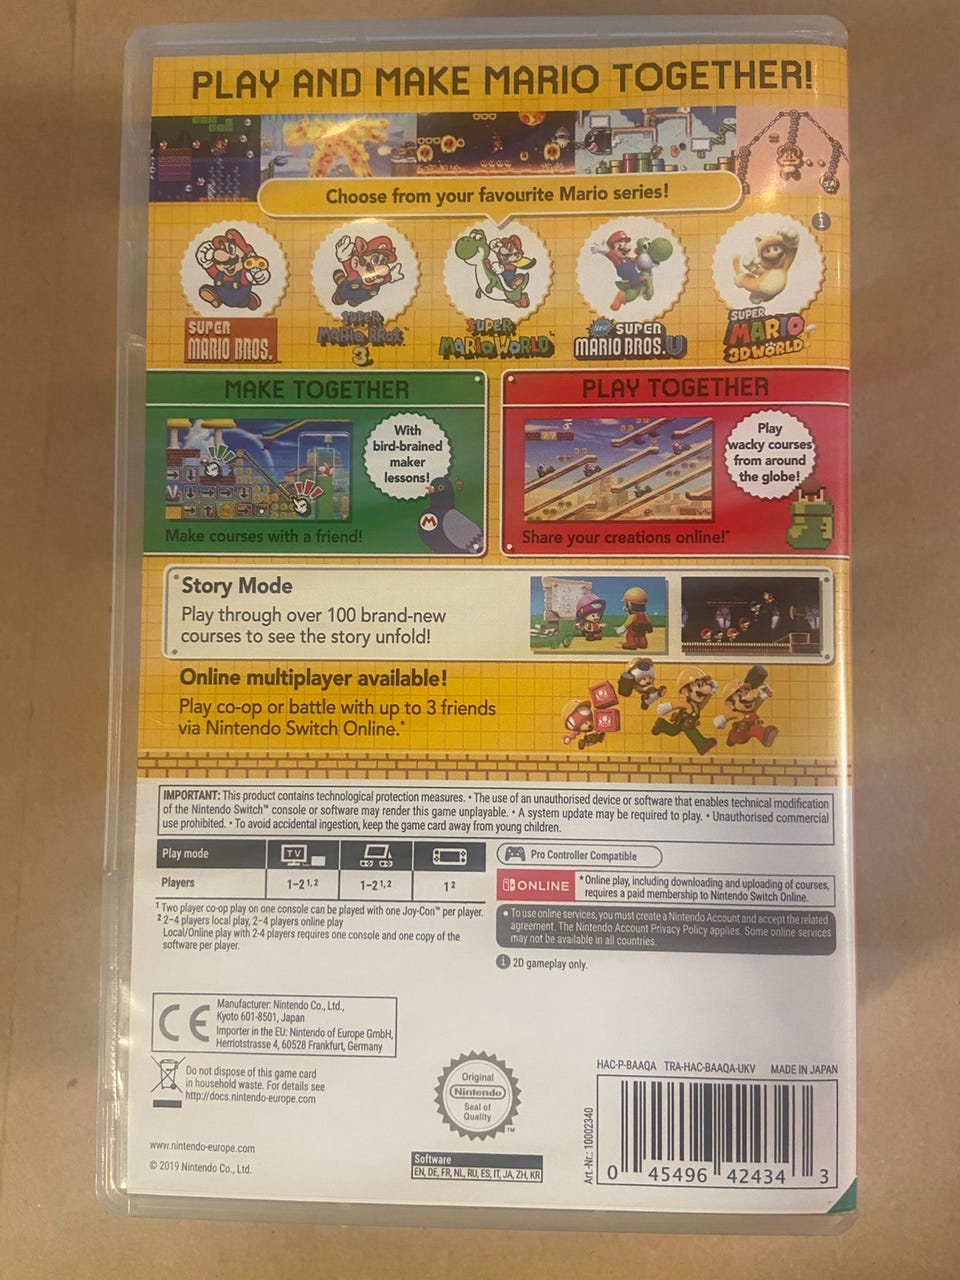 PLAY AND MAKE MARIO TOGETHER!
Choose from your favourite Mario series!
i
SUPER
MARIO BROS.
SUPER
MARIO BROS.
3
SUPER
MARIO WORLD
New SUPER
MARIO BROS. U
SUPER
MARIO
3D WORLD
MAKE TOGETHER
With
bird-brained
maker
lessons!
M
Make courses with a friend!
PLAY TOGETHER
Play
wacky courses
from around
the globe!
Share your creations online!*
Story Mode
Play through over 100 brand-new
courses to see the story unfold!
Online multiplayer available!
Play co-op or battle with up to 3 friends
via Nintendo Switch Online.*
IMPORTANT: This product contains technological protection measures. • The use of an unauthorised device or software that enables technical modification
of the Nintendo Switch™ console or software may render this game unplayable. • A system update may be required to play. • Unauthorised commercial
use prohibited. • To avoid accidental ingestion, keep the game card away from young children.
Play mode
TV
Players
1–2 1,2
1–2 1,2
1 2
1 Two player co-op play on one console can be played with one Joy-Con™ per player.
2 2–4 players local play, 2–4 players online play
Local/Online play with 2-4 players requires one console and one copy of the
software per player.
Pro Controller Compatible
ONLINE
*Online play, including downloading and uploading of courses,
requires a paid membership to Nintendo Switch Online.
• To use online services, you must create a Nintendo Account and accept the related
agreement. The Nintendo Account Privacy Policy applies. Some online services
may not be available in all countries.
i 2D gameplay only.
CE
Manufacturer: Nintendo Co., Ltd.,
Kyoto 601-8501, Japan
Importer in the EU: Nintendo of Europe GmbH,
Herriotstrasse 4, 60528 Frankfurt, Germany
Do not dispose of this game card
in household waste. For details see
http://docs.nintendo-europe.com
www.nintendo-europe.com
© 2019 Nintendo Co., Ltd.
Original
Nintendo
Seal of
Quality
TM
Software
EN, DE, FR, NL, RU, ES, IT, JA, ZH, KR
HAC-P-BAAQA TRA-HAC-BAAQA-UKV MADE IN JAPAN
Art.-Nr.: 10002340
0 45496 42434 3